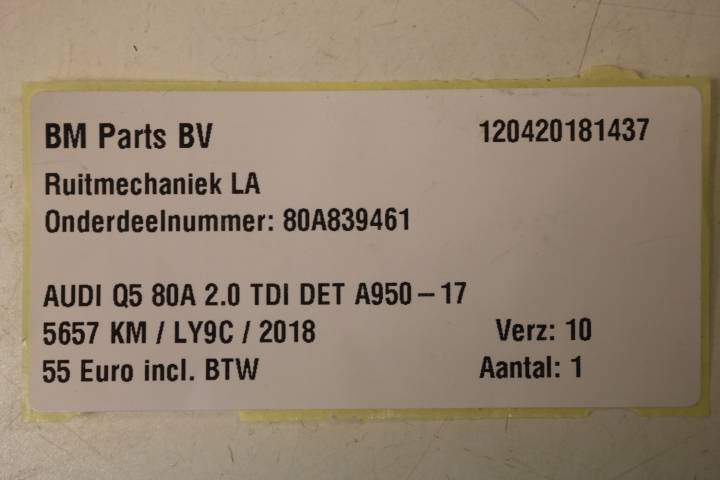 BM Parts BV 120420181437
Ruitmechaniek LA
Onderdeelnummer: 80A839461
AUDI Q5 80A 2.0 TDI DET A950-17
5657 KM / LY9C / 2018 Verz: 10
55 Euro incl. BTW Aantal: 1